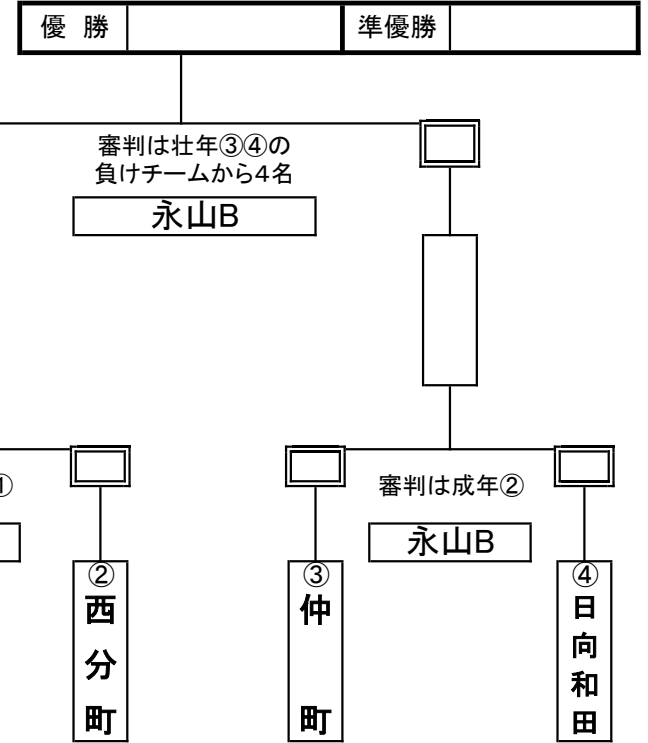 優 勝
準優勝
審判は壮年③④の
負けチームから4名
永山B
①
審判は成年②
永山B
②
西分町
③
仲町
④
日向和田